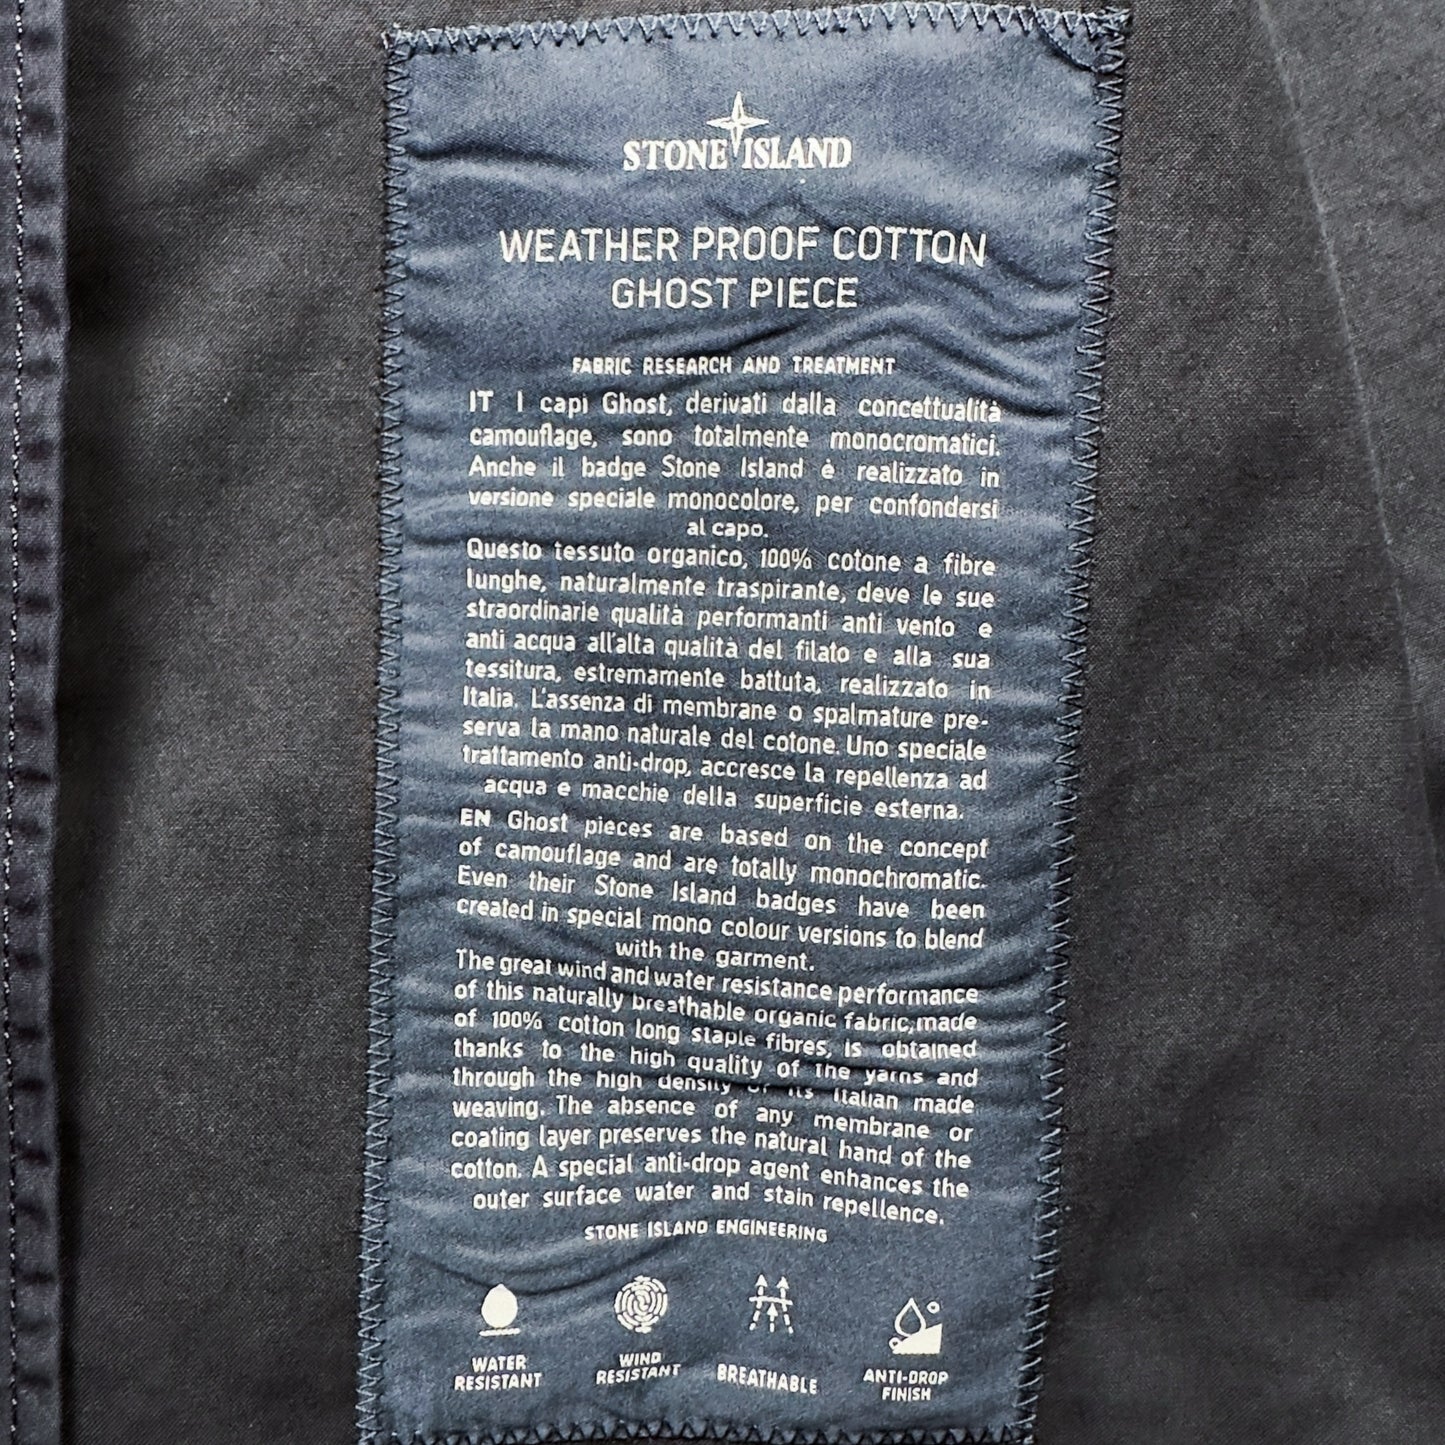 STONE ISLAND
WEATHER PROOF COTTON
GHOST PIECE
FABRIC RESEARCH AND TREATMENT
IT I capi Ghost, derivati dalla concettualità
camouflage, sono totalmente monocromatici.
Anche il badge Stone Island è realizzato in
versione speciale monocolore, per confondersi
al capo.
Questo tessuto organico, 100% cotone a fibre
lunghe, naturalmente traspirante, deve le sue
straordinarie qualità performanti anti vento e
anti acqua all'alta qualità del filato e alla sua
tessitura, estremamente battuta, realizzato in
Italia. L'assenza di membrane o spalmature pre-
serva la mano naturale del cotone. Uno speciale
trattamento anti-drop, accresce la repellenza ad
acqua e macchie della superficie esterna.
EN Ghost pieces are based on the concept
of camouflage and are totally monochromatic.
Even their Stone Island badges have been
created in special mono colour versions to blend
with the garment.
The great wind and water resistance performance
of this naturally breathable organic fabric, made
of 100% cotton long staple fibres, is obtained
thanks to the high quality of the yarns and
through the high density of its Italian made
weaving. The absence of any membrane or
coating layer preserves the natural hand of the
cotton. A special anti-drop agent enhances the
outer surface water and stain repellence.
STONE ISLAND ENGINEERING
WATER
RESISTANT
WIND
RESISTANT
BREATHABLE
ANTI-DROP
FINISH